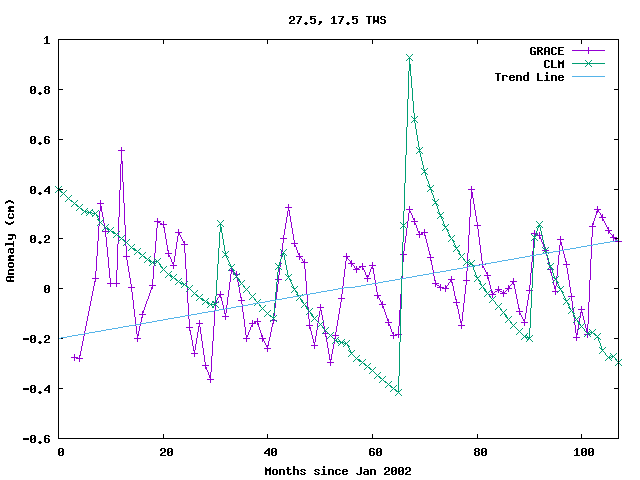 27.5, 17.5 TWS
GRACE
CLM
Trend Line
1
0.8
0.6
0.4
0.2
0
-0.2
-0.4
-0.6
Anomaly (cm)
0 20 40 60 80 100
Months since Jan 2002